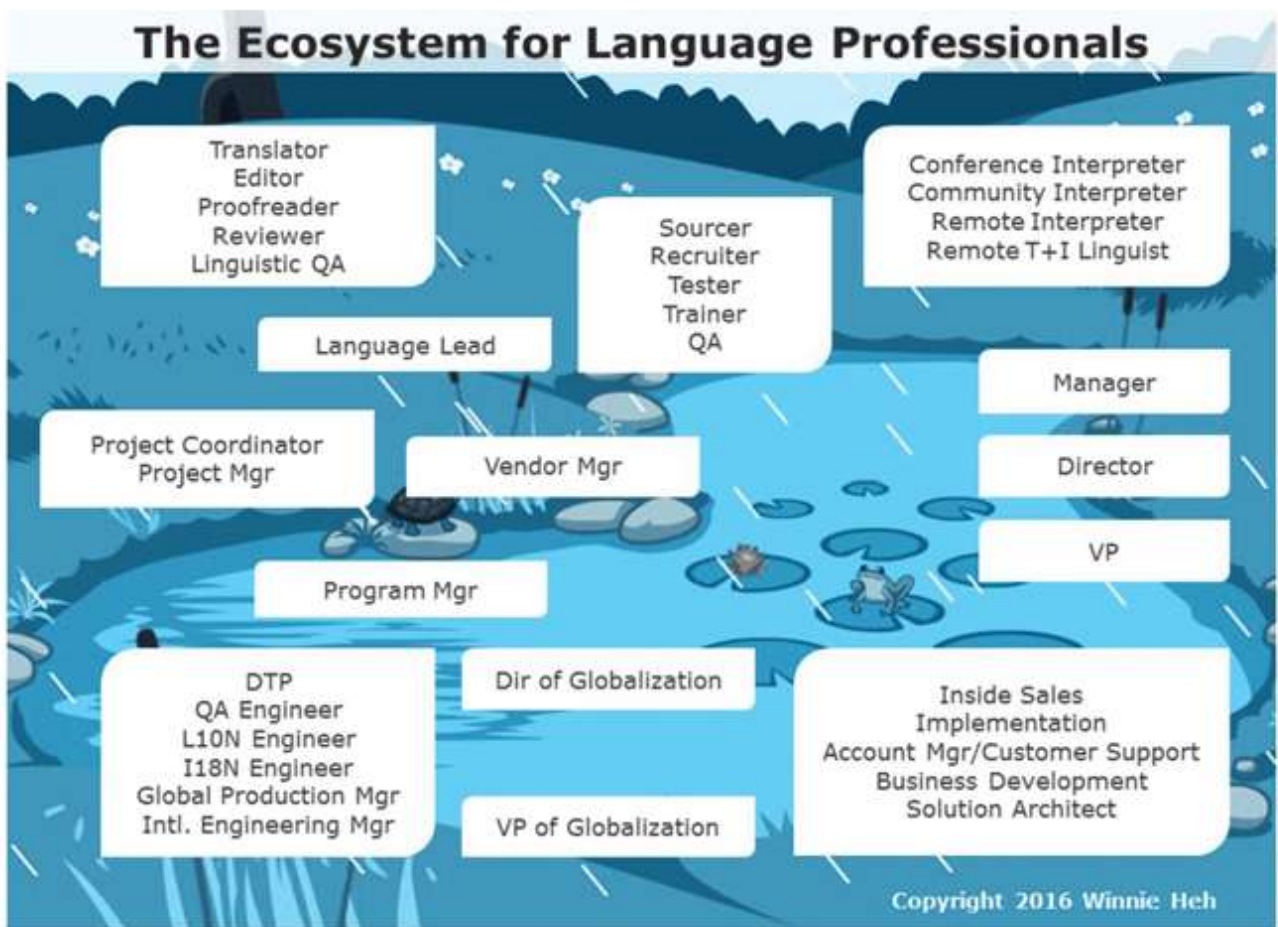 The Ecosystem for Language Professionals
Translator
Editor
Proofreader
Reviewer
Linguistic QA
Conference Interpreter
Community Interpreter
Remote Interpreter
Remote T+I Linguist
Sourcer
Recruiter
Tester
Trainer
QA
Language Lead
Manager
Project Coordinator
Project Mgr
Vendor Mgr
Director
VP
Program Mgr
DTP
QA Engineer
L10N Engineer
I18N Engineer
Global Production Mgr
Intl. Engineering Mgr
Dir of Globalization
VP of Globalization
Inside Sales
Implementation
Account Mgr/Customer Support
Business Development
Solution Architect
Copyright 2016 Winnie Heh